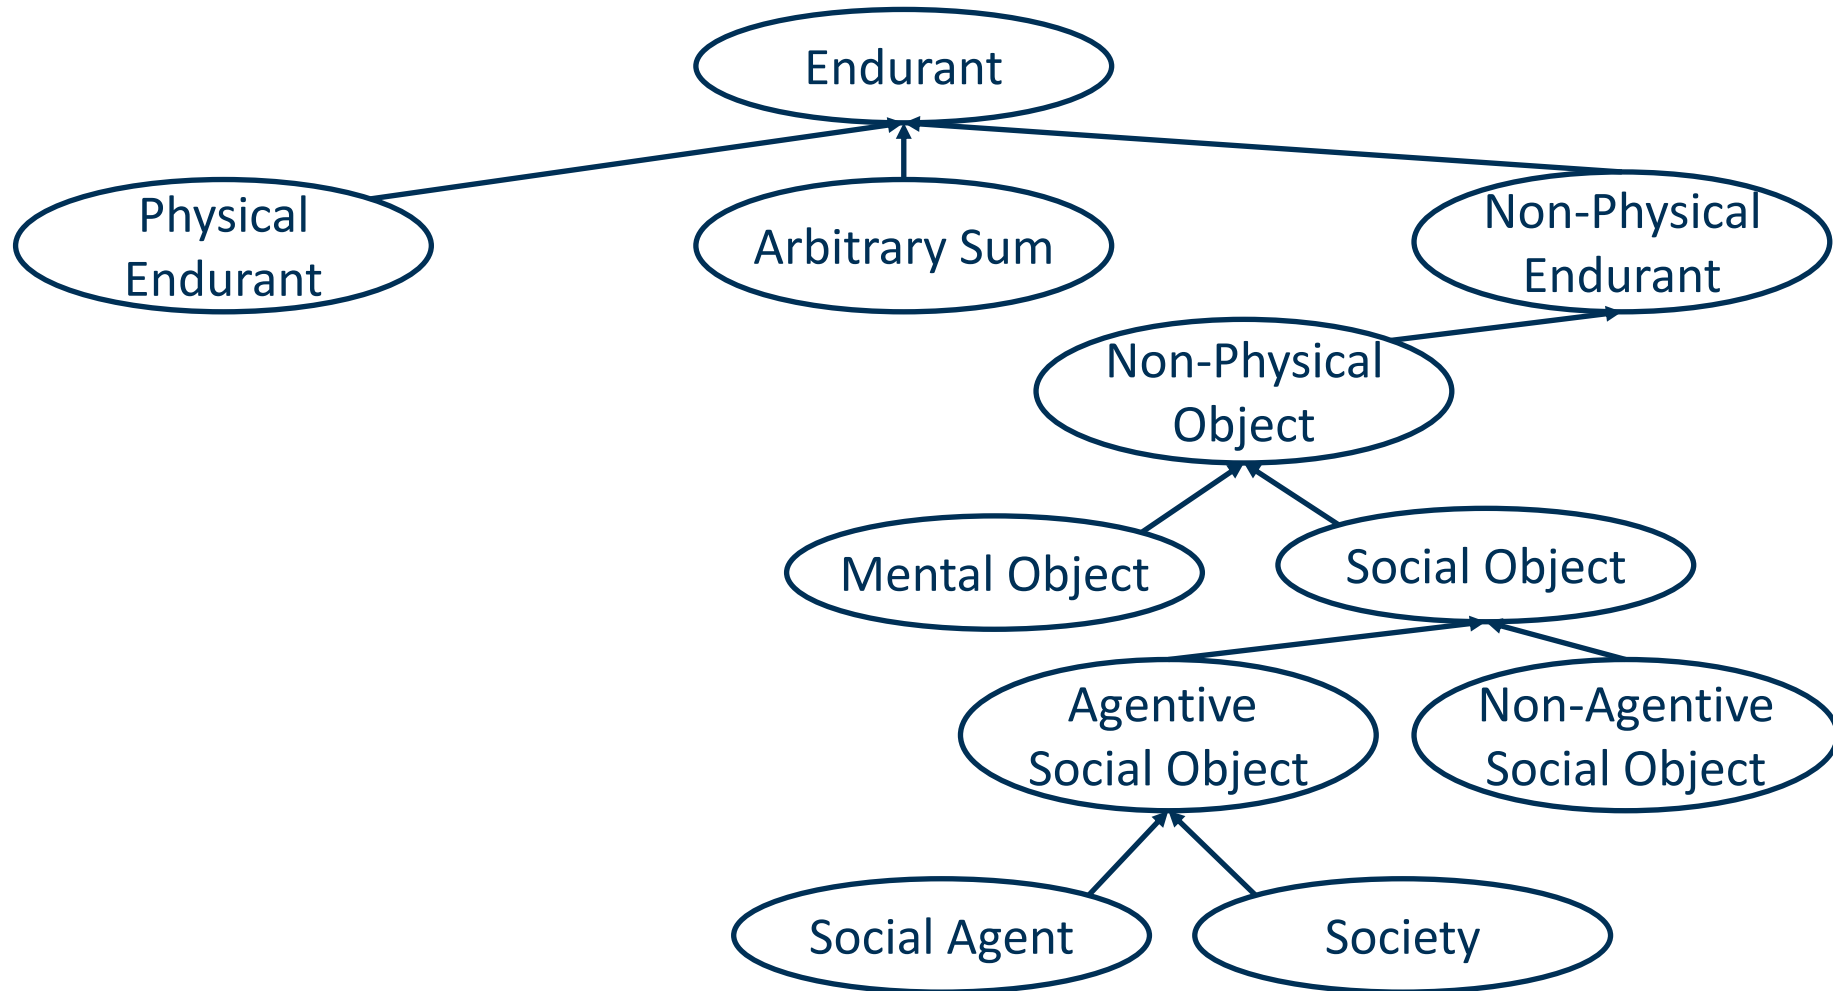 Endurant
Physical
Endurant
Arbitrary Sum
Non-Physical
Endurant
Non-Physical
Object
Mental Object
Social Object
Agentive
Social Object
Non-Agentive
Social Object
Social Agent
Society